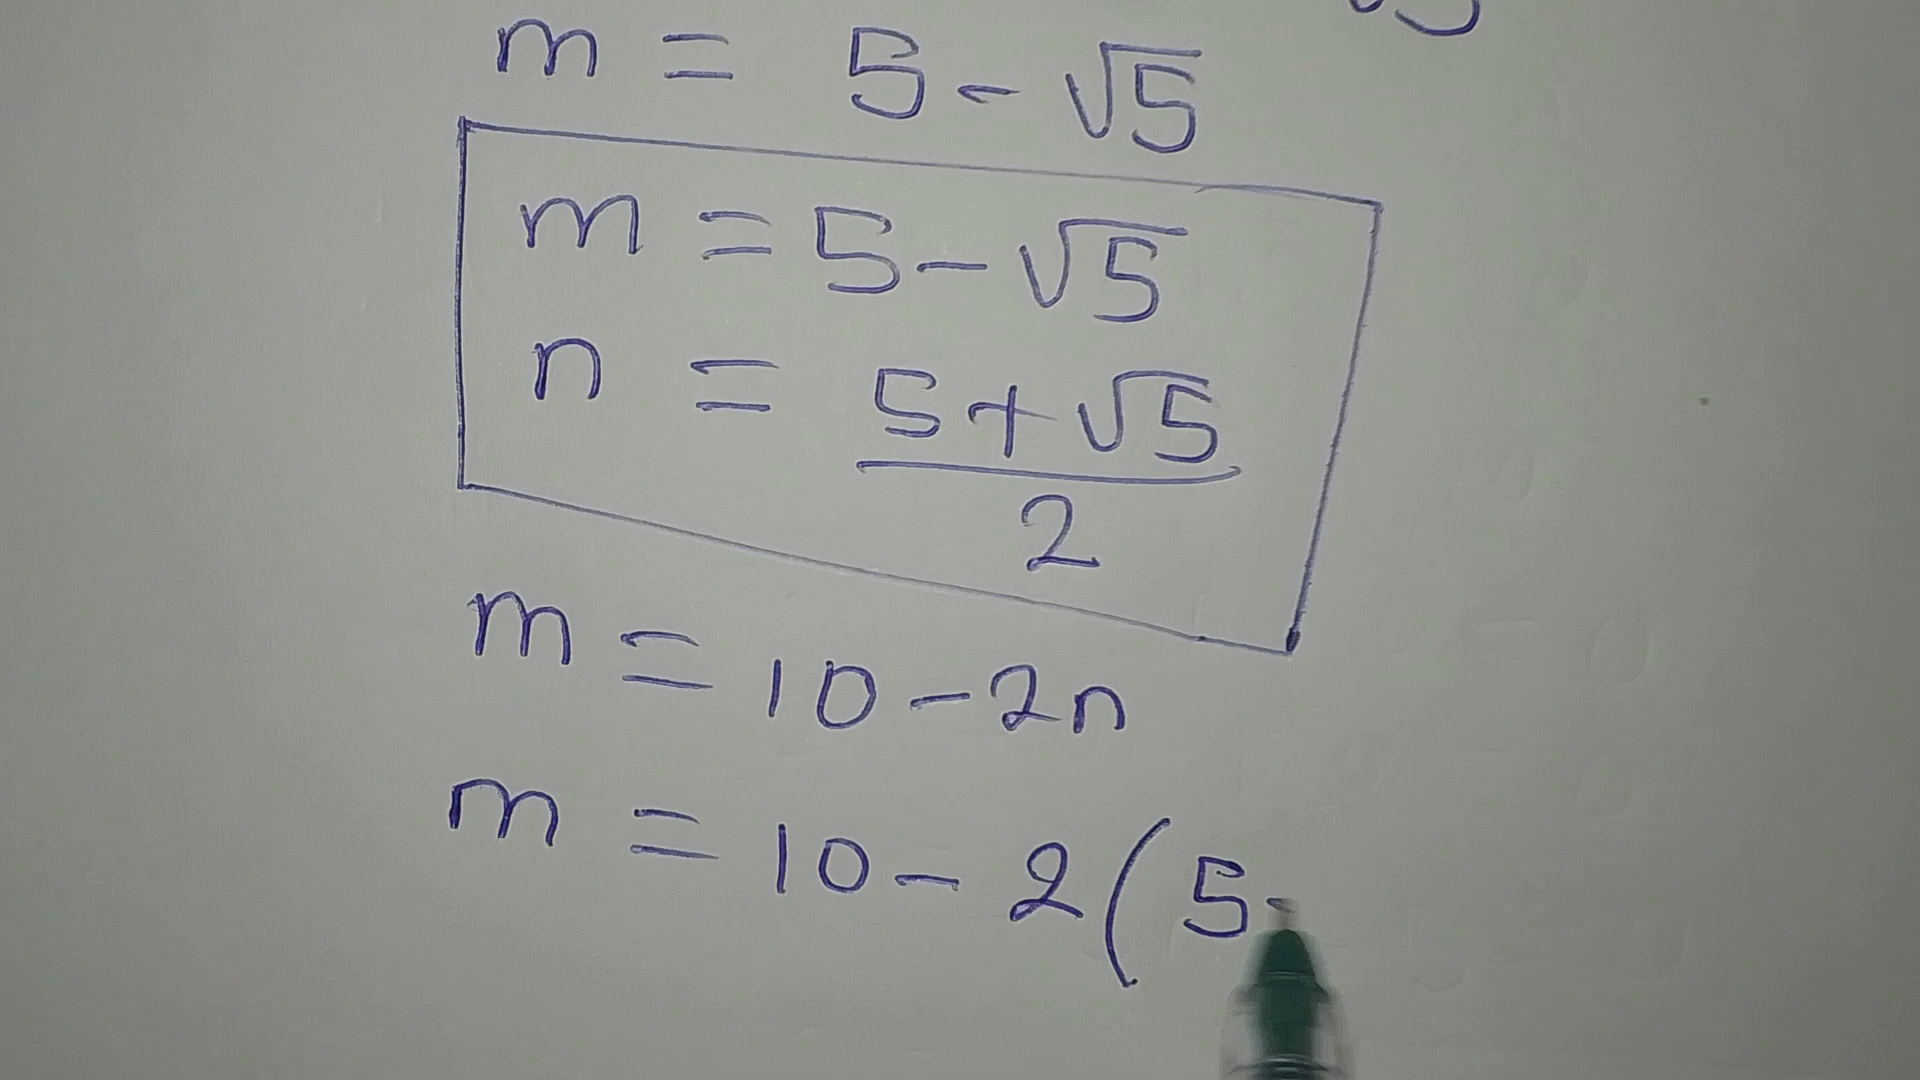 m = 5 - √5
m = 5 - √5
n = 5 + √5
2
m = 10 - 2n
m = 10 - 2 ( 5 -